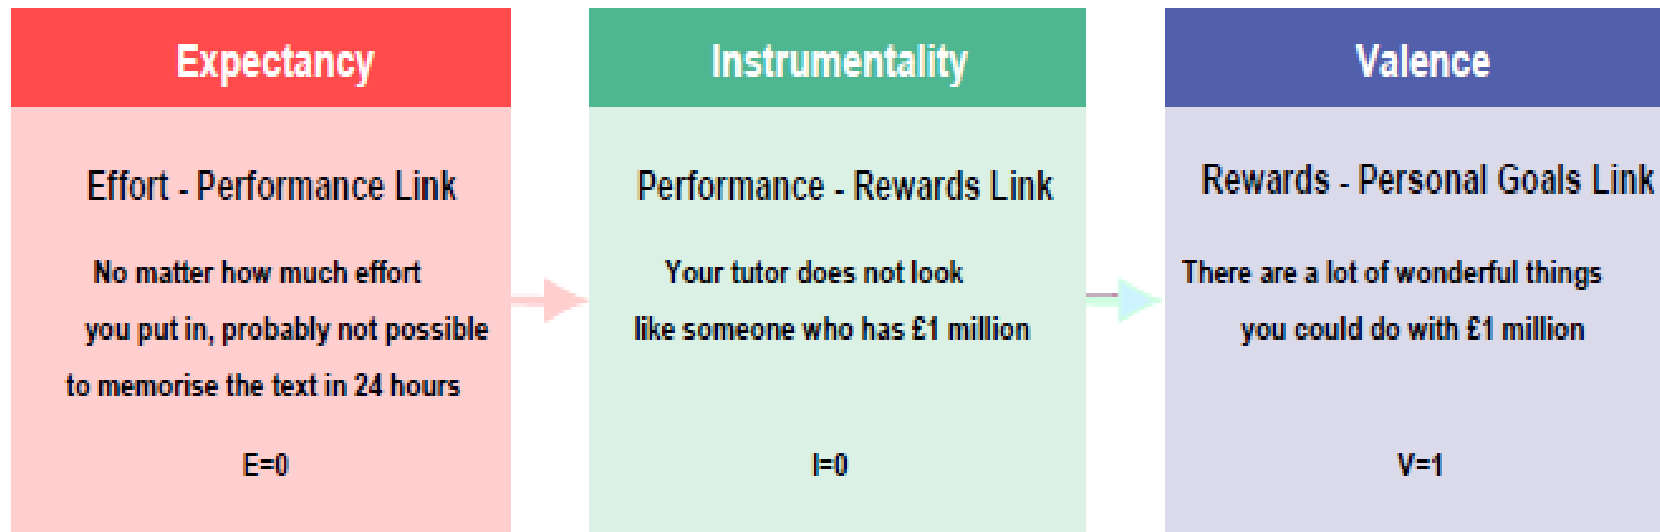 Expectancy
Effort - Performance Link
No matter how much effort
you put in, probably not possible
to memorise the text in 24 hours
E=0
Instrumentality
Performance - Rewards Link
Your tutor does not look
like someone who has £1 million
I=0
Valence
Rewards - Personal Goals Link
There are a lot of wonderful things
you could do with £1 million
V=1